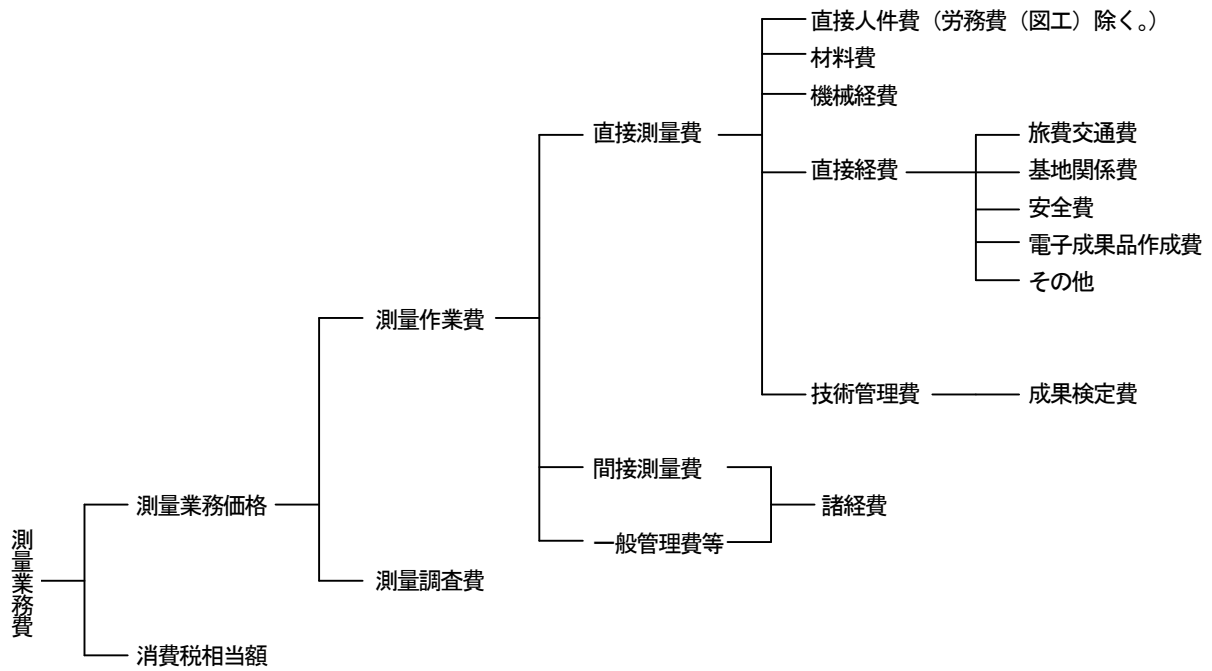 測量業務費
測量業務価格
消費税相当額
測量作業費
測量調査費
直接測量費
間接測量費
一般管理費等
諸経費
直接人件費（労務費（図工）除く。）
材料費
機械経費
直接経費
技術管理費
旅費交通費
基地関係費
安全費
電子成果品作成費
その他
成果検定費